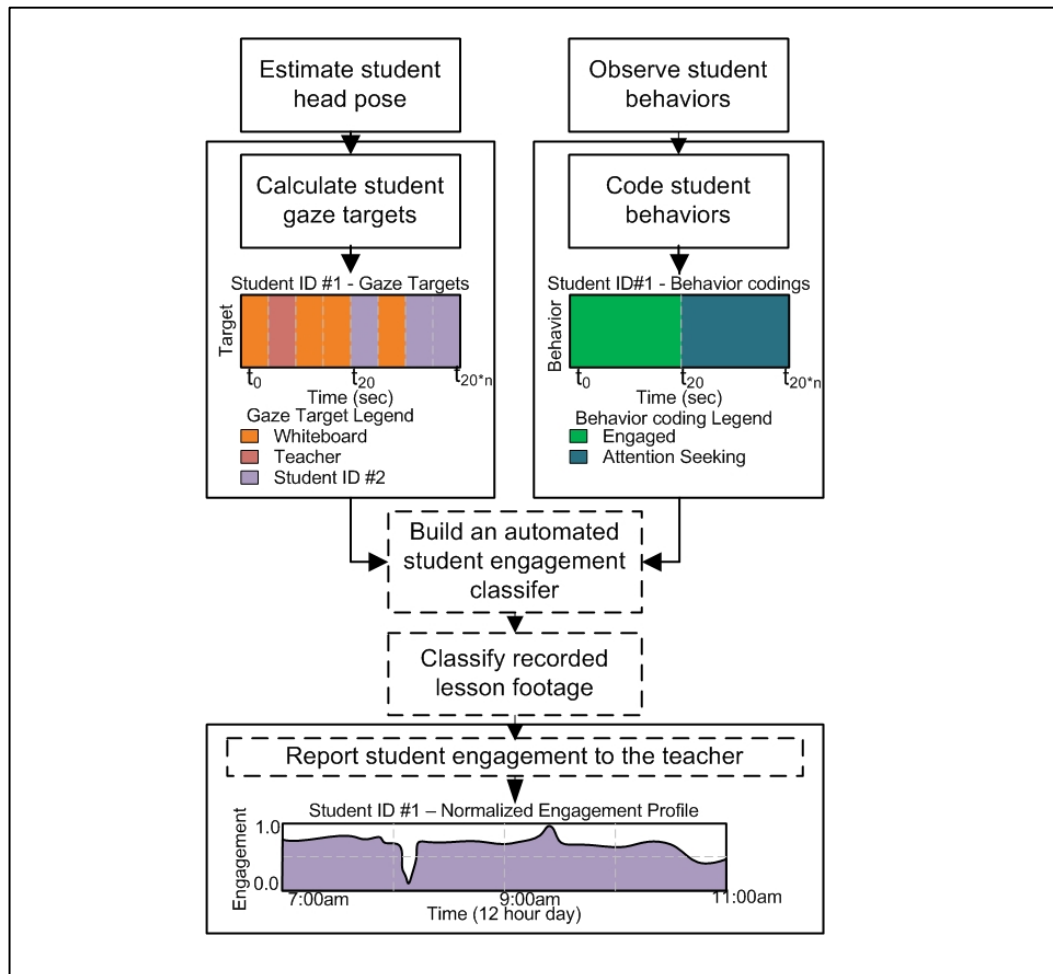 Estimate student
head pose
Observe student
behaviors
Calculate student
gaze targets
Code student
behaviors
Student ID #1 - Gaze Targets
Target
t0
t20
t20*n
Time (sec)
Gaze Target Legend
Whiteboard
Teacher
Student ID #2
Student ID#1 - Behavior codings
Behavior
t0
t20
t20*n
Time (sec)
Behavior coding Legend
Engaged
Attention Seeking
Build an automated
student engagement
classifer
Classify recorded
lesson footage
Report student engagement to the teacher
Student ID #1 – Normalized Engagement Profile
Engagement
1.0
0.0
7:00am
9:00am
11:00am
Time (12 hour day)